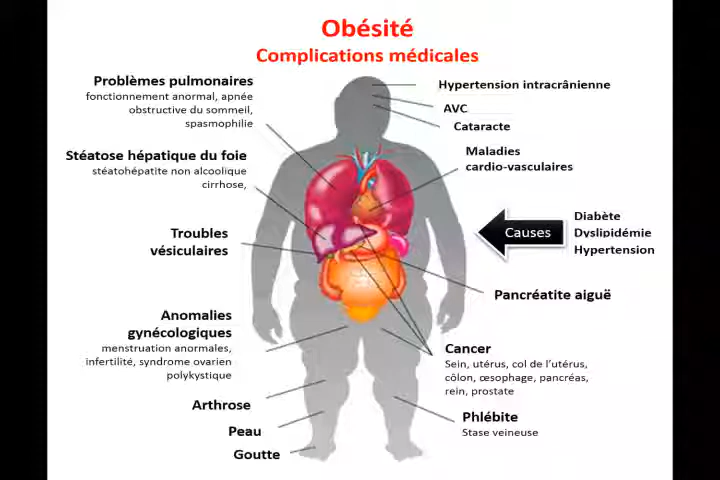 Obésité
Complications médicales
Problèmes pulmonaires
fonctionnement anormal, apnée
obstructive du sommeil,
spasmophilie
Stéatose hépatique du foie
stéatohépatite non alcoolique
cirrhose,
Troubles
vésiculaires
Anomalies
gynécologiques
menstruation anormales,
infertilité, syndrome ovarien
polykystique
Arthrose
Peau
Goutte
Hypertension intracrânienne
AVC
Cataracte
Maladies
cardio-vasculaires
Causes
Diabète
Dyslipidémie
Hypertension
Pancréatite aiguë
Cancer
Sein, utérus, col de l'utérus,
côlon, œsophage, pancréas,
rein, prostate
Phlébite
Stase veineuse